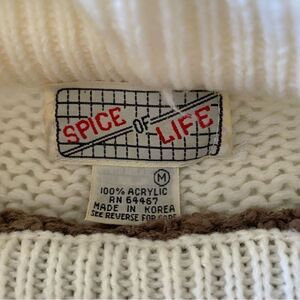 SPICE OF LIFE
M
100% ACRYLIC
RN 64467
MADE IN KOREA
SEE REVERSE FOR CARE